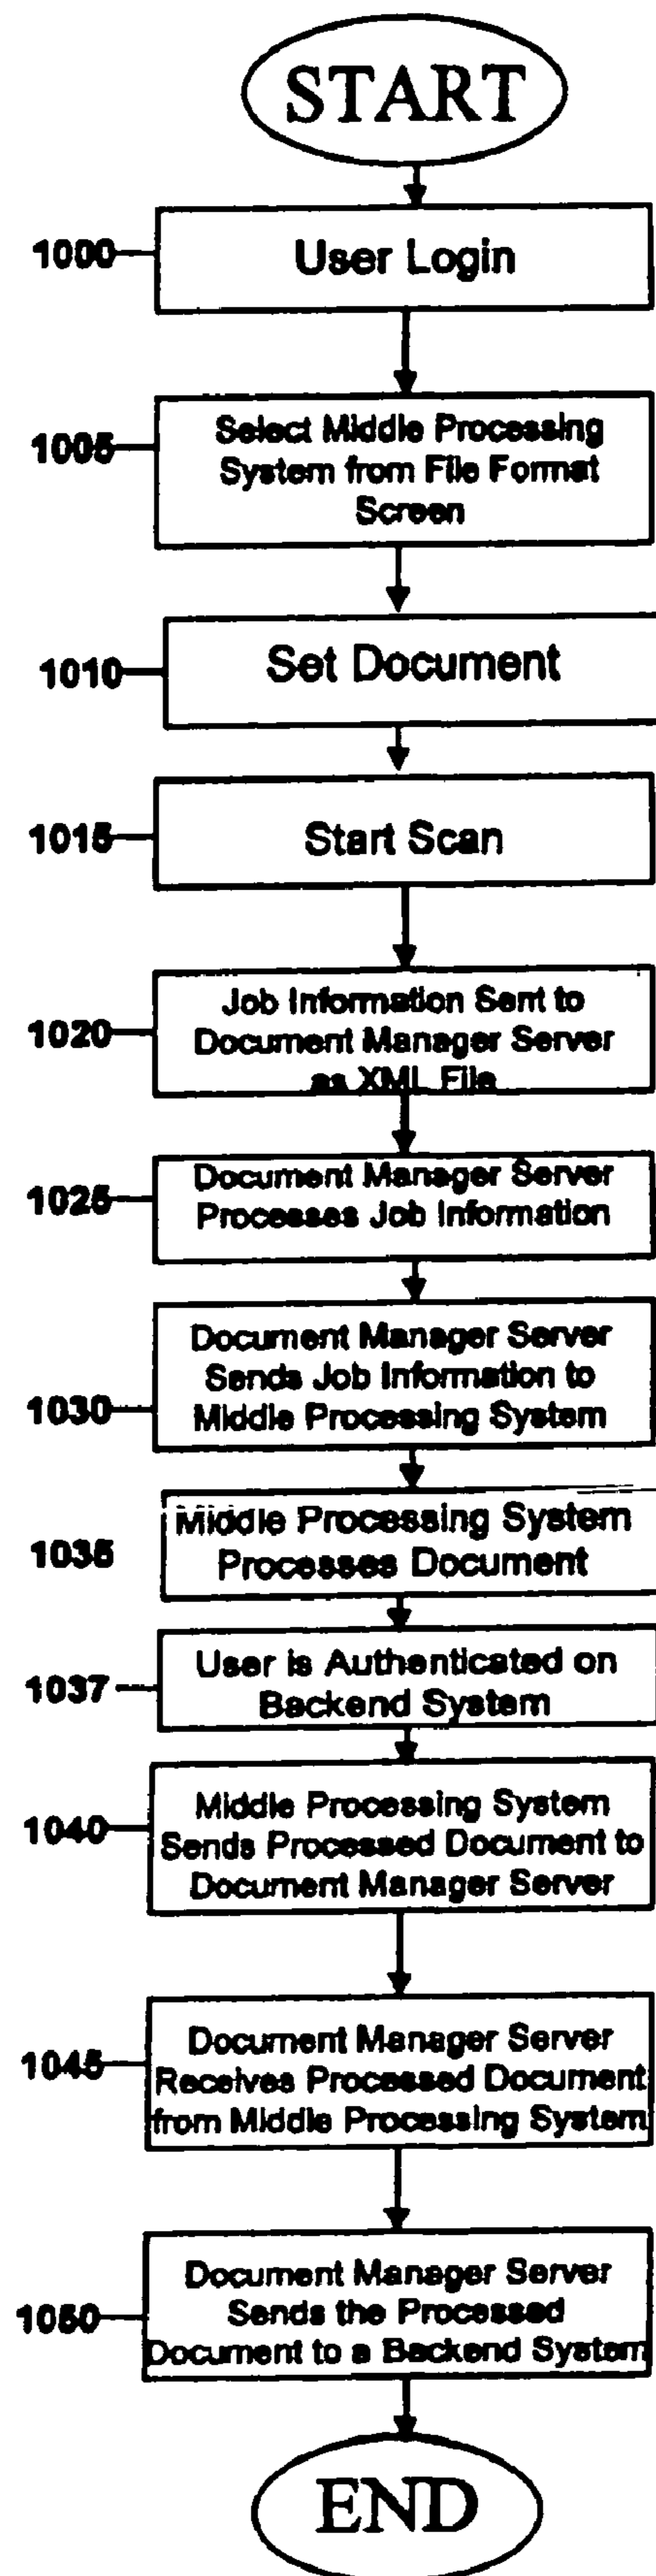 START
1000
User Login
1005
Select Middle Processing
System from File Format
Screen
1010
Set Document
1015
Start Scan
1020
Job Information Sent to
Document Manager Server
as XML File
1025
Document Manager Server
Processes Job Information
1030
Document Manager Server
Sends Job Information to
Middle Processing System
1035
Middle Processing System
Processes Document
1037
User is Authenticated on
Backend System
1040
Middle Processing System
Sends Processed Document to
Document Manager Server
1045
Document Manager Server
Receives Processed Document
from Middle Processing System
1050
Document Manager Server
Sends the Processed
Document to a Backend System
END